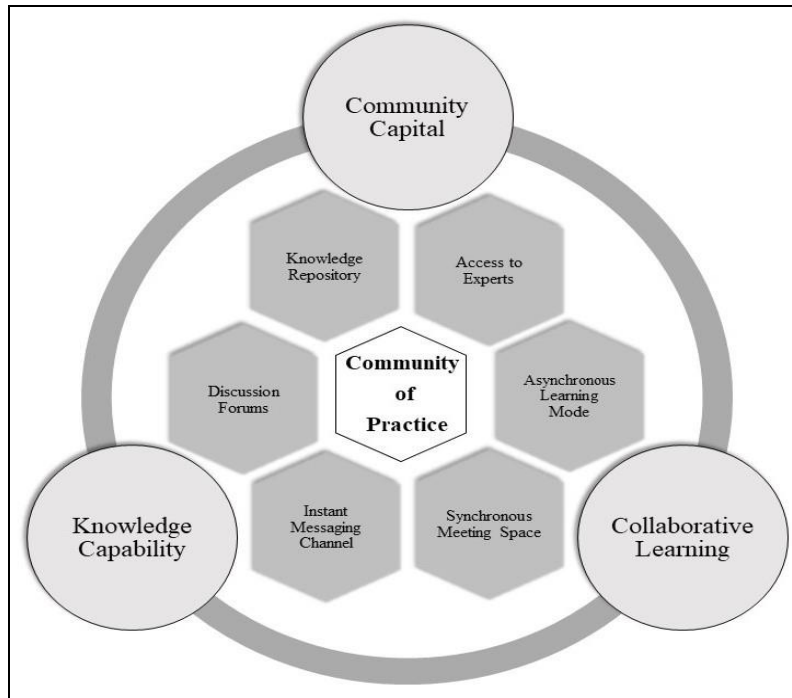 Community
Capital
Knowledge
Repository
Access to
Experts
Discussion
Forums
Community
of
Practice
Asynchronous
Learning
Mode
Instant
Messaging
Channel
Synchronous
Meeting Space
Knowledge
Capability
Collaborative
Learning